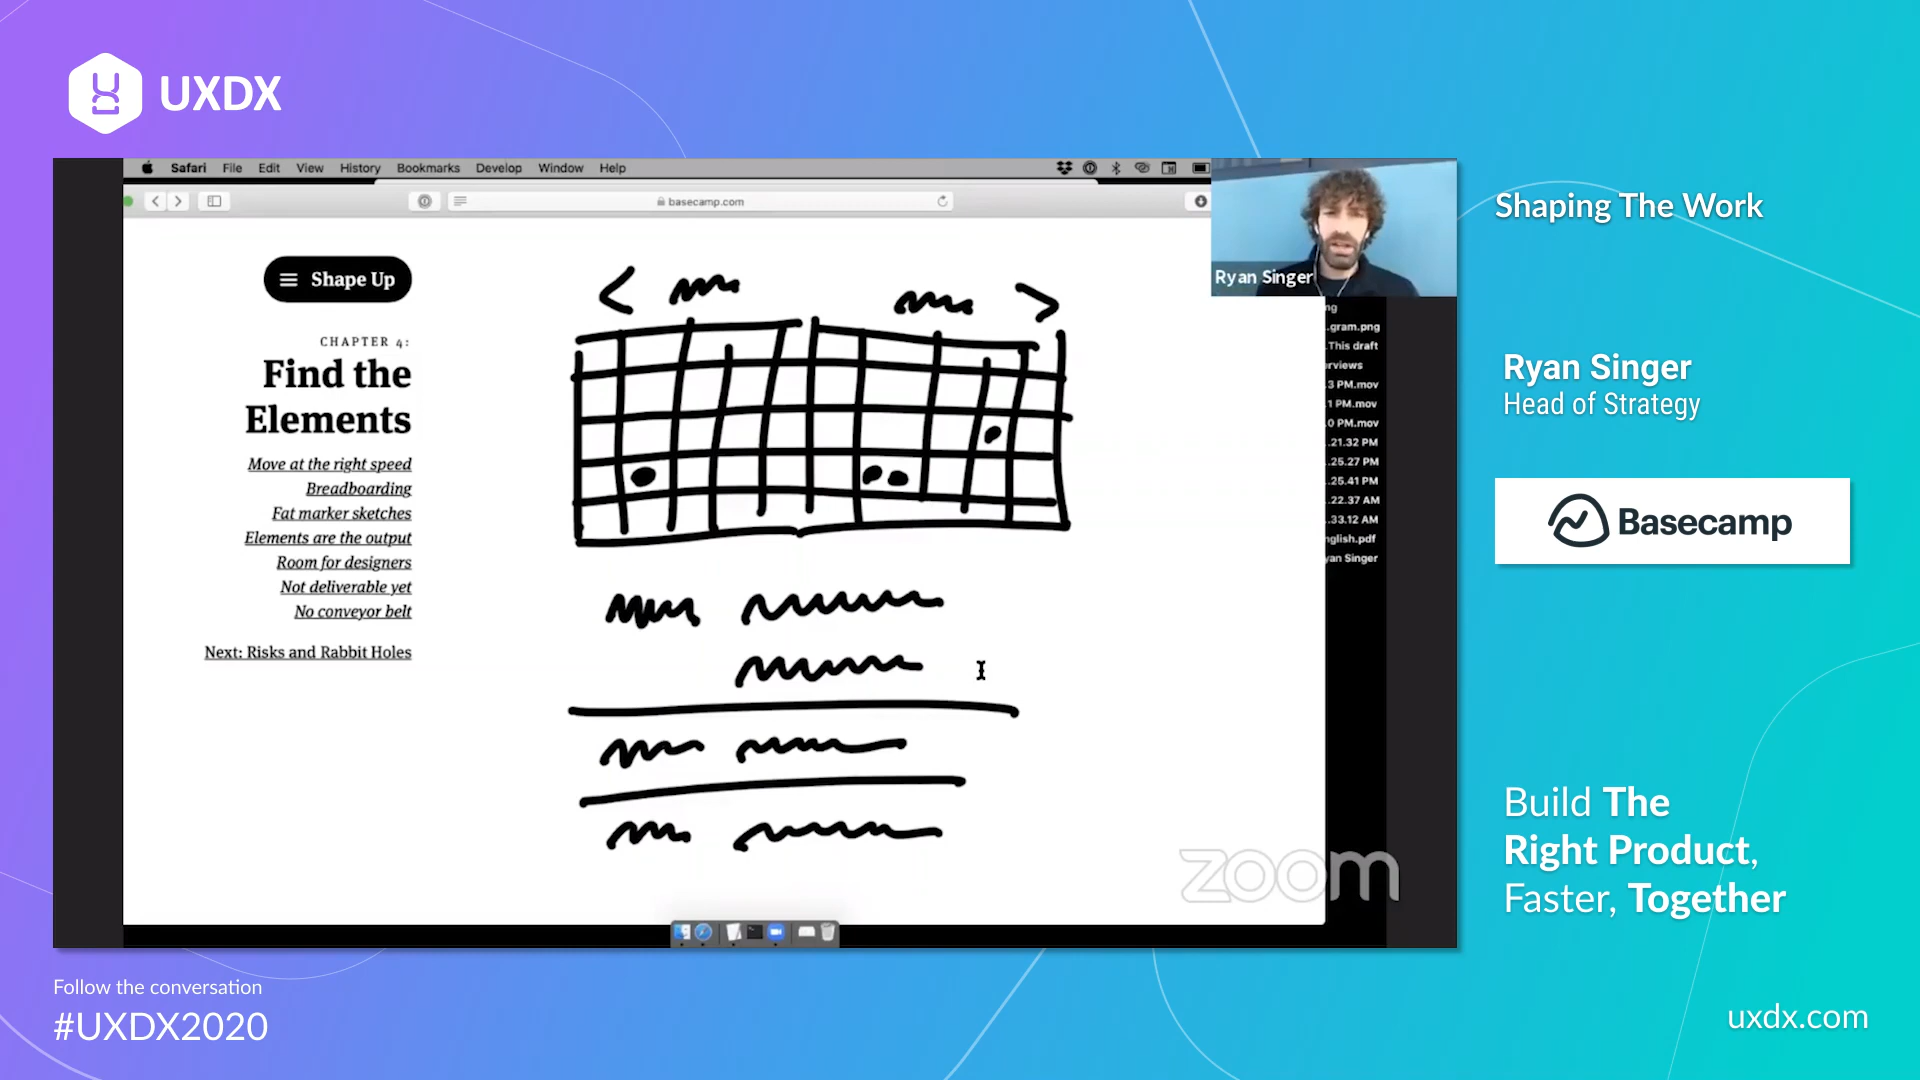 UXDX
Safari File Edit View History Bookmarks Develop Window Help
basecamp.com
Shape Up
CHAPTER 4:
Find the
Elements
Move at the right speed
Breadboarding
Fat marker sketches
Elements are the output
Room for designers
Not deliverable yet
No conveyor belt
Next: Risks and Rabbit Holes
Ryan Singer
ng
.gram.png
.This draft
rviews
3 PM.mov
1 PM.mov
0 PM.mov
.21.32 PM
.25.27 PM
.25.41 PM
.22.37 AM
.33.12 AM
nglish.pdf
yan Singer
zoom
Shaping The Work
Ryan Singer
Head of Strategy
Basecamp
Build The
Right Product,
Faster, Together
Follow the conversation
#UXDX2020
uxdx.com